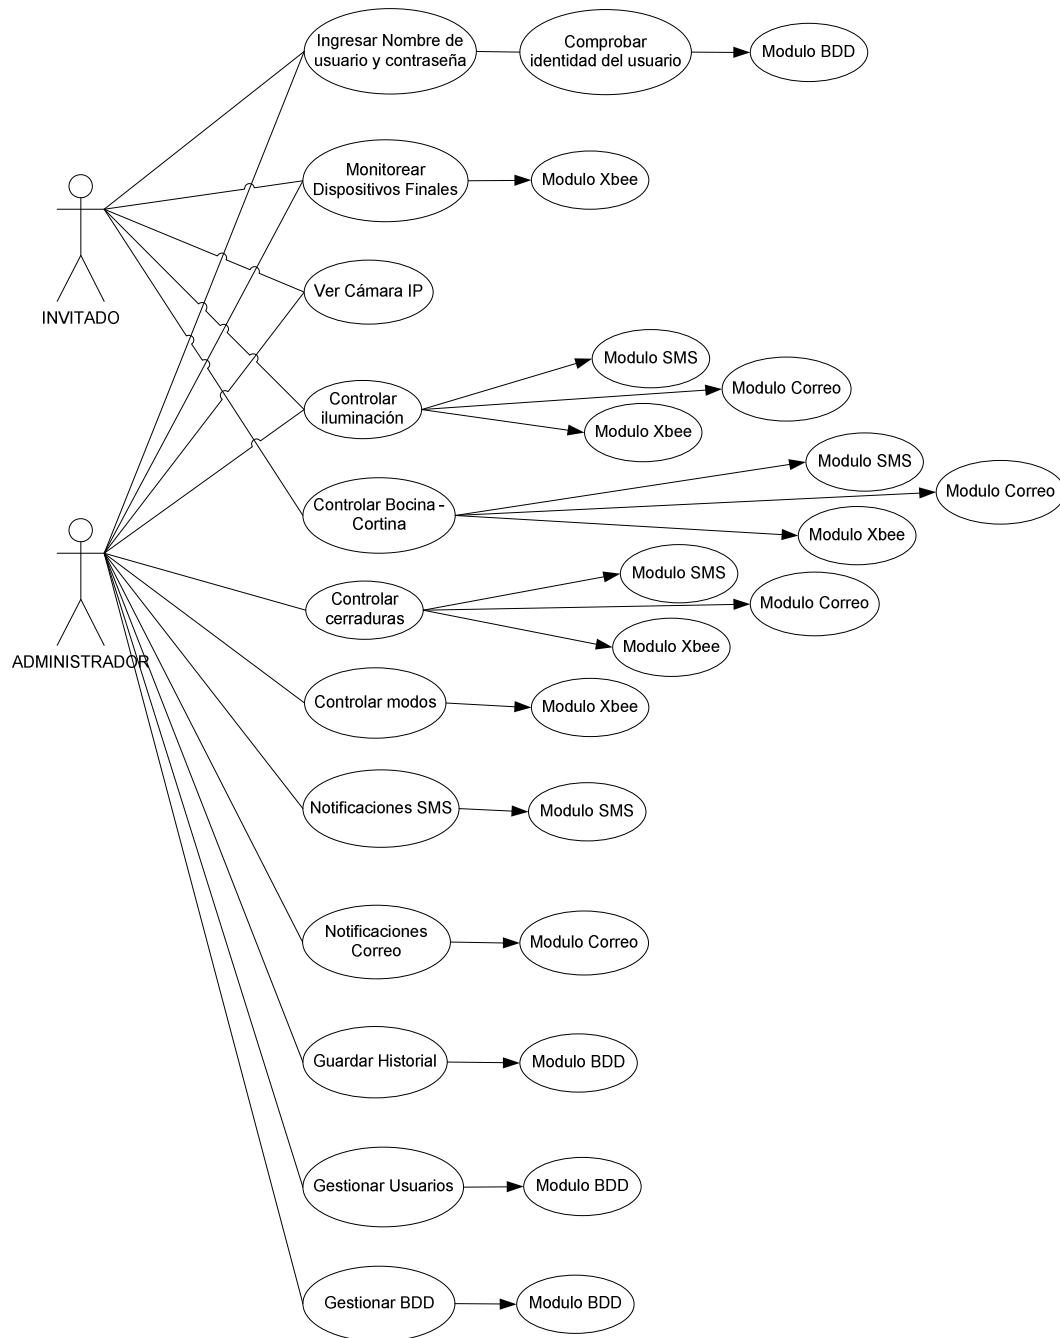 Ingresar Nombre de
usuario y contraseña
Comprobar
identidad del usuario
Modulo BDD
Monitorear
Dispositivos Finales
Modulo Xbee
INVITADO
Ver Cámara IP
Modulo SMS
Modulo Correo
Controlar
iluminación
Modulo Xbee
Modulo SMS
Modulo Correo
Controlar Bocina -
Cortina
Modulo Xbee
ADMINISTRADOR
Modulo SMS
Modulo Correo
Controlar
cerraduras
Modulo Xbee
Controlar modos
Modulo Xbee
Notificaciones SMS
Modulo SMS
Notificaciones
Correo
Modulo Correo
Guardar Historial
Modulo BDD
Gestionar Usuarios
Modulo BDD
Gestionar BDD
Modulo BDD